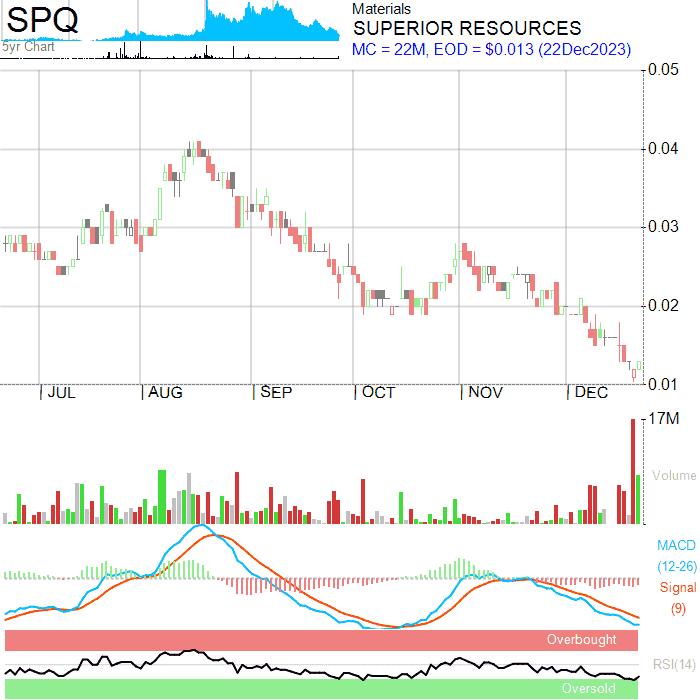 SPQ
5yr Chart
Materials
SUPERIOR RESOURCES
MC = 22M, EOD = $0.013 (22Dec2023)
0.05
0.04
0.03
0.02
0.01
JUL AUG SEP OCT NOV DEC
17M
Volume
MACD
(12-26)
Signal
(9)
Overbought
RSI(14)
Oversold